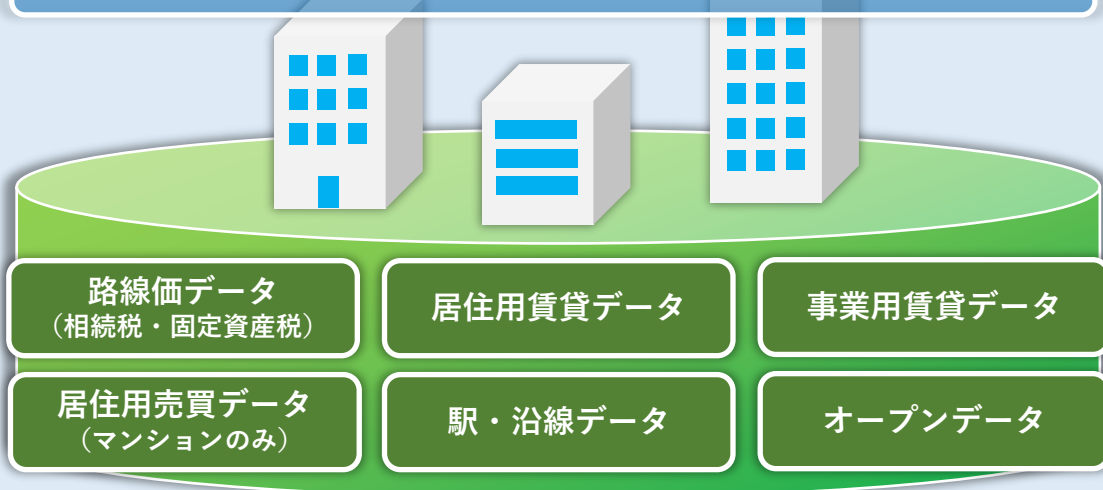 路線価データ
（相続税・固定資産税）
居住用賃貸データ
事業用賃貸データ
居住用売買データ
（マンションのみ）
駅・沿線データ
オープンデータ